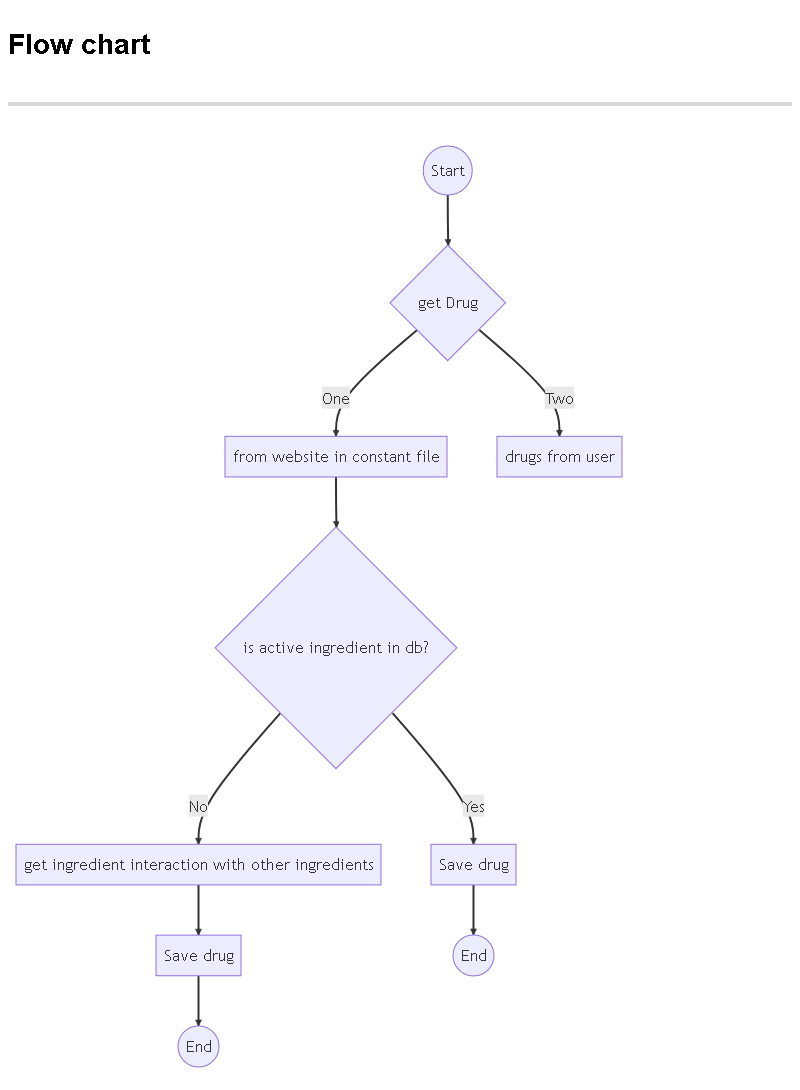 Flow chart
Start
get Drug
One
Two
from website in constant file
drugs from user
is active ingredient in db?
No
Yes
get ingredient interaction with other ingredients
Save drug
Save drug
End
End